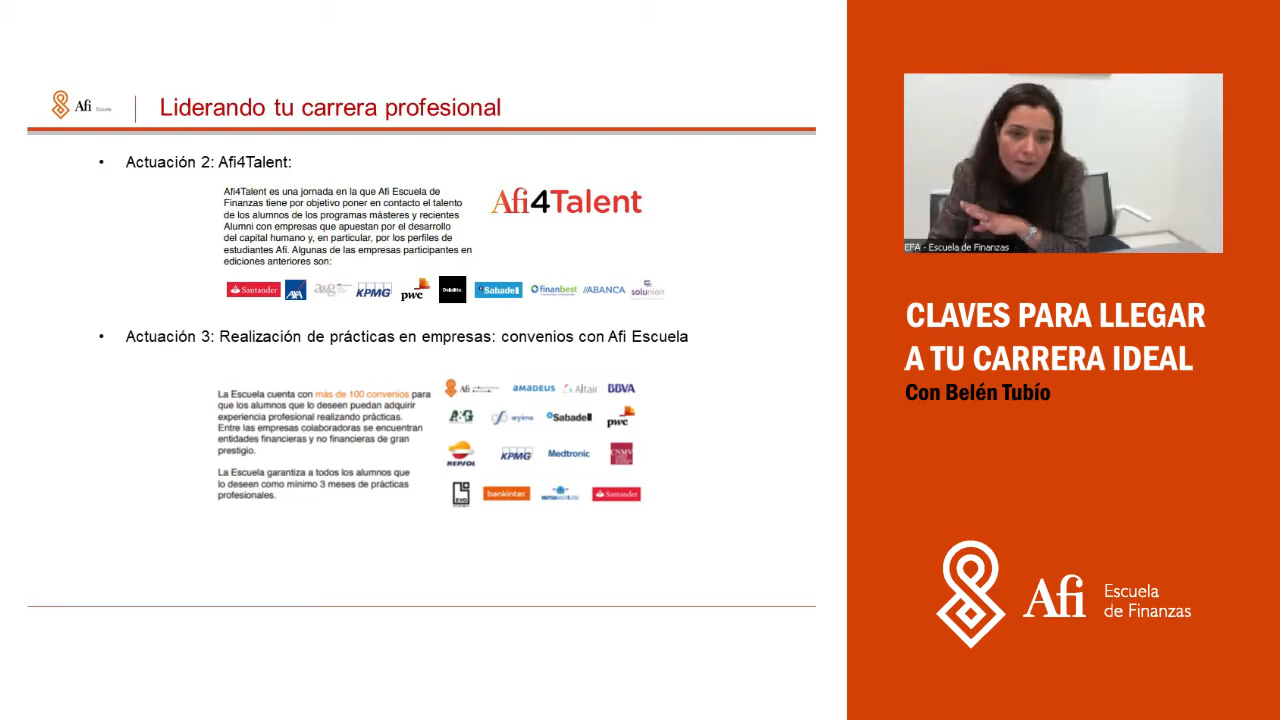 Afi Escuela
Liderando tu carrera profesional
• Actuación 2: Afi4Talent:
Afi4Talent es una jornada en la que Afi Escuela de
Finanzas tiene por objetivo poner en contacto el talento
de los alumnos de los programas másteres y recientes
Alumni con empresas que apuestan por el desarrollo
del capital humano y, en particular, por los perfiles de
estudiantes Afi. Algunas de las empresas participantes en
ediciones anteriores son:
Afi4Talent
Santander AXA a&g KPMG pwc Deloitte. Sabadell finanbest //ABANCA solunion
• Actuación 3: Realización de prácticas en empresas: convenios con Afi Escuela
La Escuela cuenta con más de 100 convenios para
que los alumnos que lo deseen puedan adquirir
experiencia profesional realizando prácticas.
Entre las empresas colaboradoras se encuentran
entidades financieras y no financieras de gran
prestigio.
La Escuela garantiza a todos los alumnos que
lo deseen como mínimo 3 meses de prácticas
profesionales.
Afi amadeus Altair BBVA
A&G arpima Sabadell pwc
REPSOL KPMG Medtronic CNMV
EVO bankinter Santander
EFA - Escuela de Finanzas
CLAVES PARA LLEGAR
A TU CARRERA IDEAL
Con Belén Tubío
Afi Escuela
de Finanzas